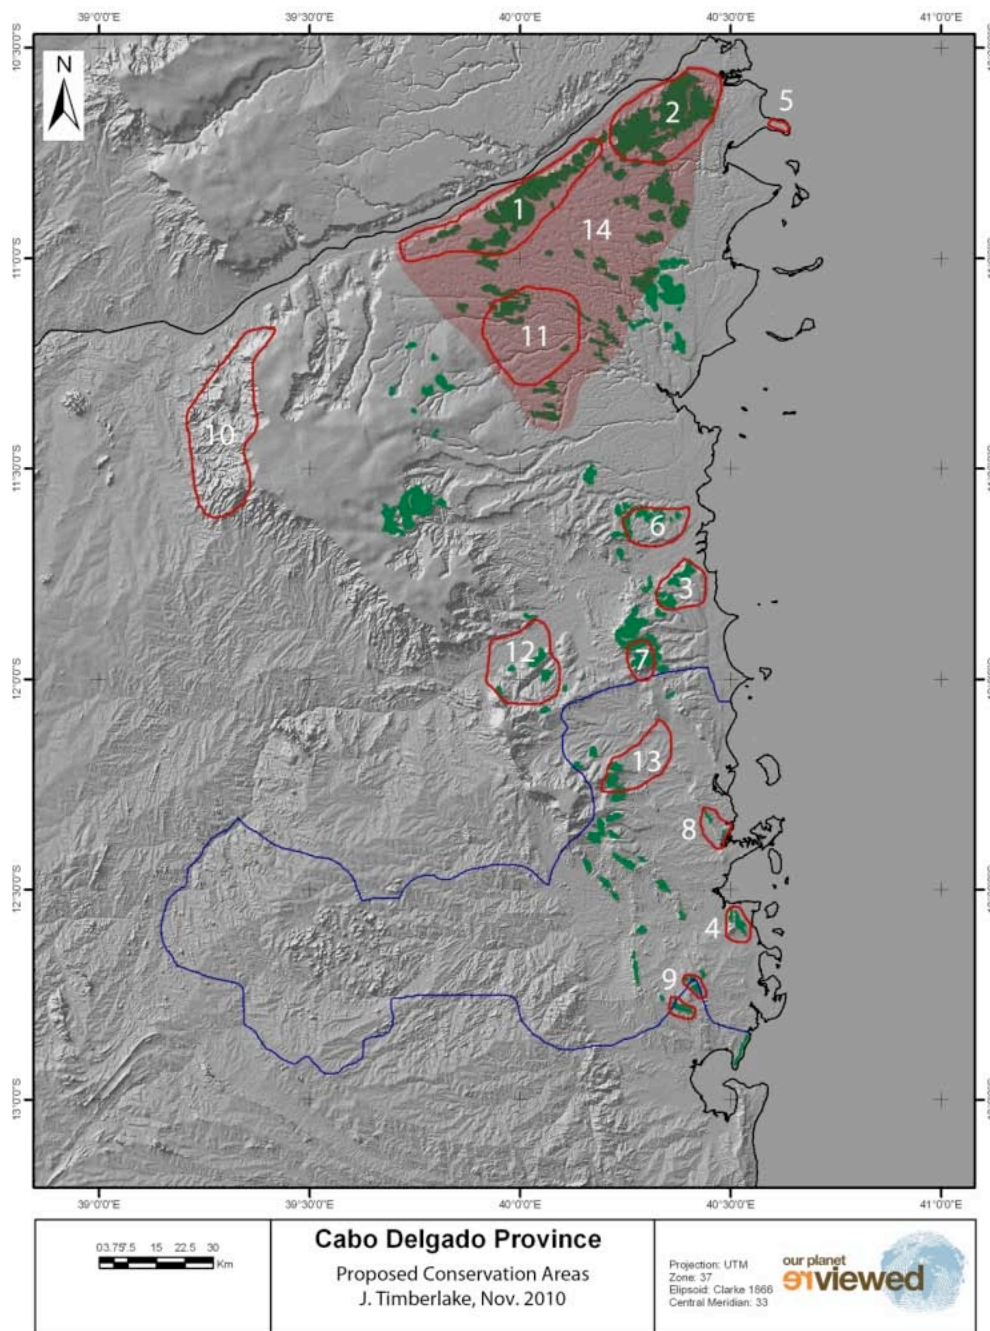 39°0'0"E 39°30'0"E 40°0'0"E 40°30'0"E 41°0'0"E
10°30'0"S
N
5
2
1
14
11°0'0"S
11
10
11°30'0"S
6
3
12
7
12°0'0"S
13
8
12°30'0"S
4
9
13°0'0"S
39°0'0"E 39°30'0"E 40°0'0"E 40°30'0"E 41°0'0"E
03.757.5 15 22.5 30
Km
Cabo Delgado Province
Proposed Conservation Areas
J. Timberlake, Nov. 2010
Projection: UTM
Zone: 37
Elipsoid: Clarke 1866
Central Meridian: 33
our planet
reviewed